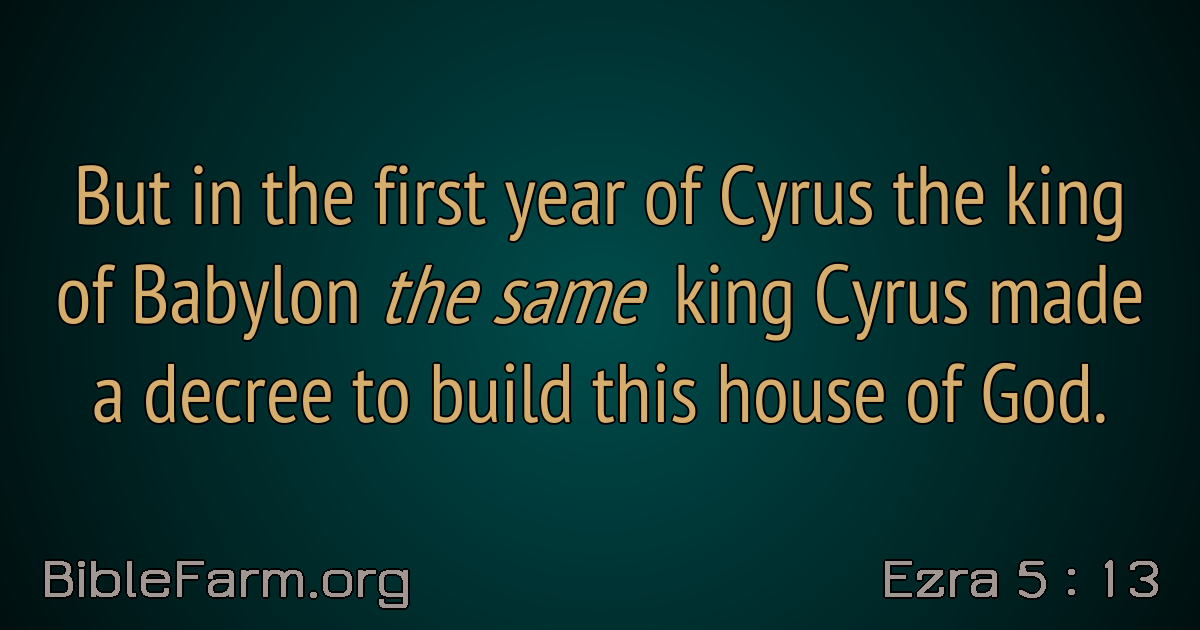 But in the first year of Cyrus the king
of Babylon the same king Cyrus made
a decree to build this house of God.
BibleFarm.org
Ezra 5 : 13